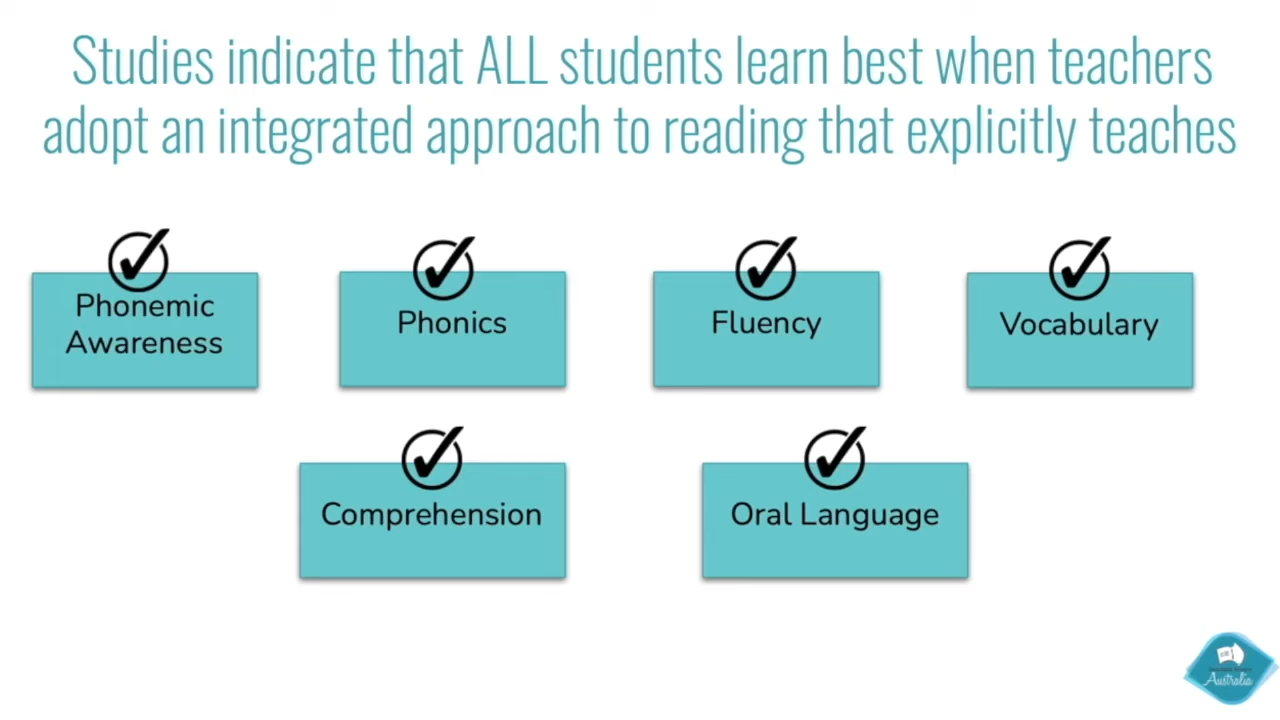 Studies indicate that ALL students learn best when teachers
adopt an integrated approach to reading that explicitly teaches
Phonemic
Awareness
Phonics
Fluency
Vocabulary
Comprehension
Oral Language
Australia